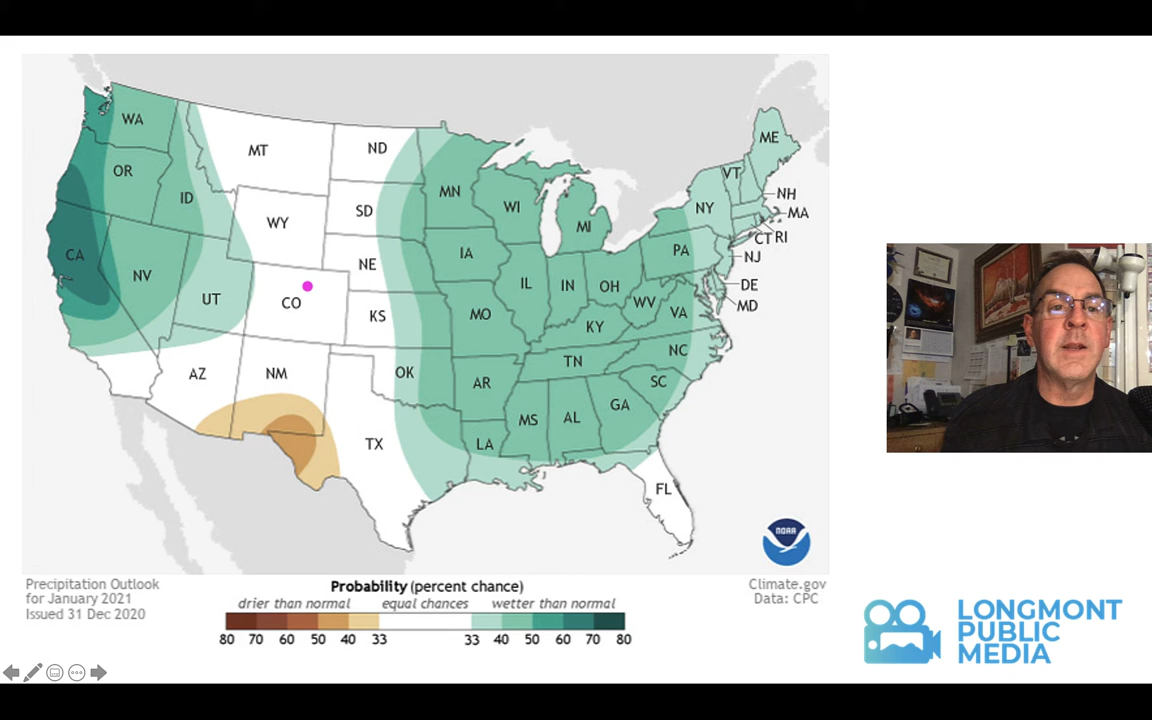 WA
MT
ND
ME
OR
MN
VT
ID
SD
WI
NY
NH
MI
MA
WY
CT RI
CA
NV
NE
IA
PA
NJ
UT
CO
IL
IN
OH
DE
KS
MO
WV
VA
MD
KY
AZ
NM
OK
AR
TN
NC
SC
TX
MS
AL
GA
LA
FL
NOAA
Precipitation Outlook
for January 2021
Issued 31 Dec 2020
Probability (percent chance)
drier than normal equal chances wetter than normal
80 70 60 50 40 33 33 40 50 60 70 80
Climate.gov
Data: CPC
LONGMONT
PUBLIC
MEDIA